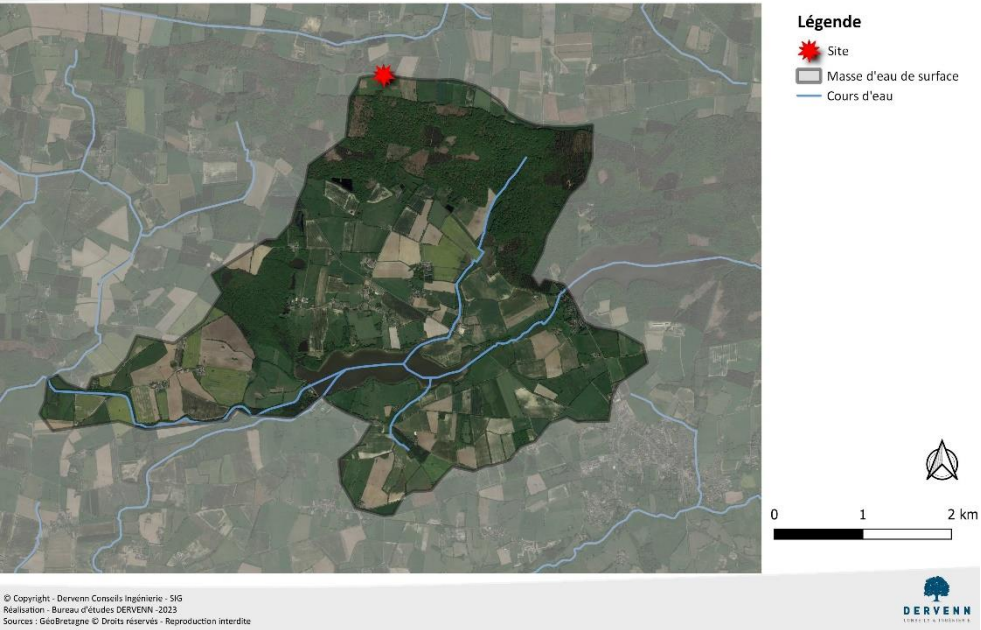 Légende
Site
Masse d'eau de surface
Cours d'eau
0 1 2 km
© Copyright - Dervenn Conseils Ingénierie - SIG
Réalisation - Bureau d'études DERVENN -2023
Sources : GéoBretagne © Droits réservés - Reproduction interdite
DERVENN